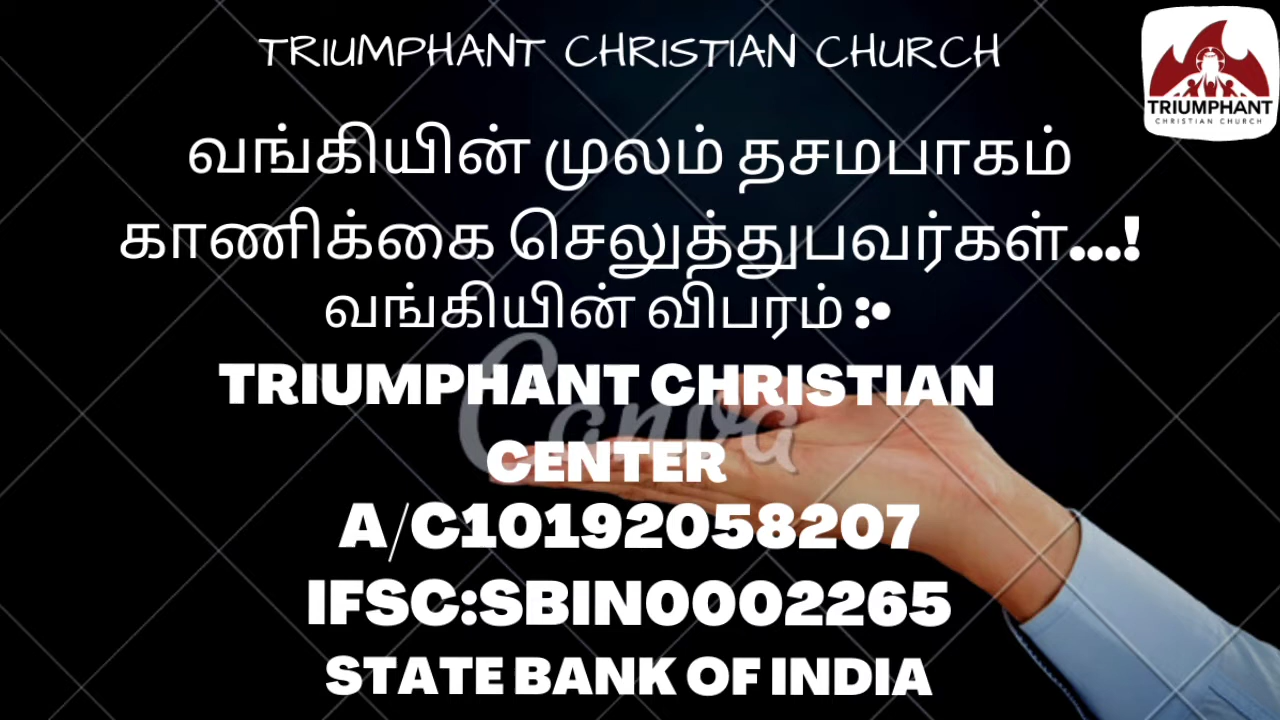 TRIUMPHANT CHRISTIAN CHURCH
TRIUMPHANT
CHRISTIAN CHURCH
வங்கியின் முலம் தசமபாகம்
காணிக்கை செலுத்துபவர்கள்...!
வங்கியின் விபரம் :•
TRIUMPHANT CHRISTIAN
CENTER
Canva
A/C10192058207
IFSC:SBIN0002265
STATE BANK OF INDIA